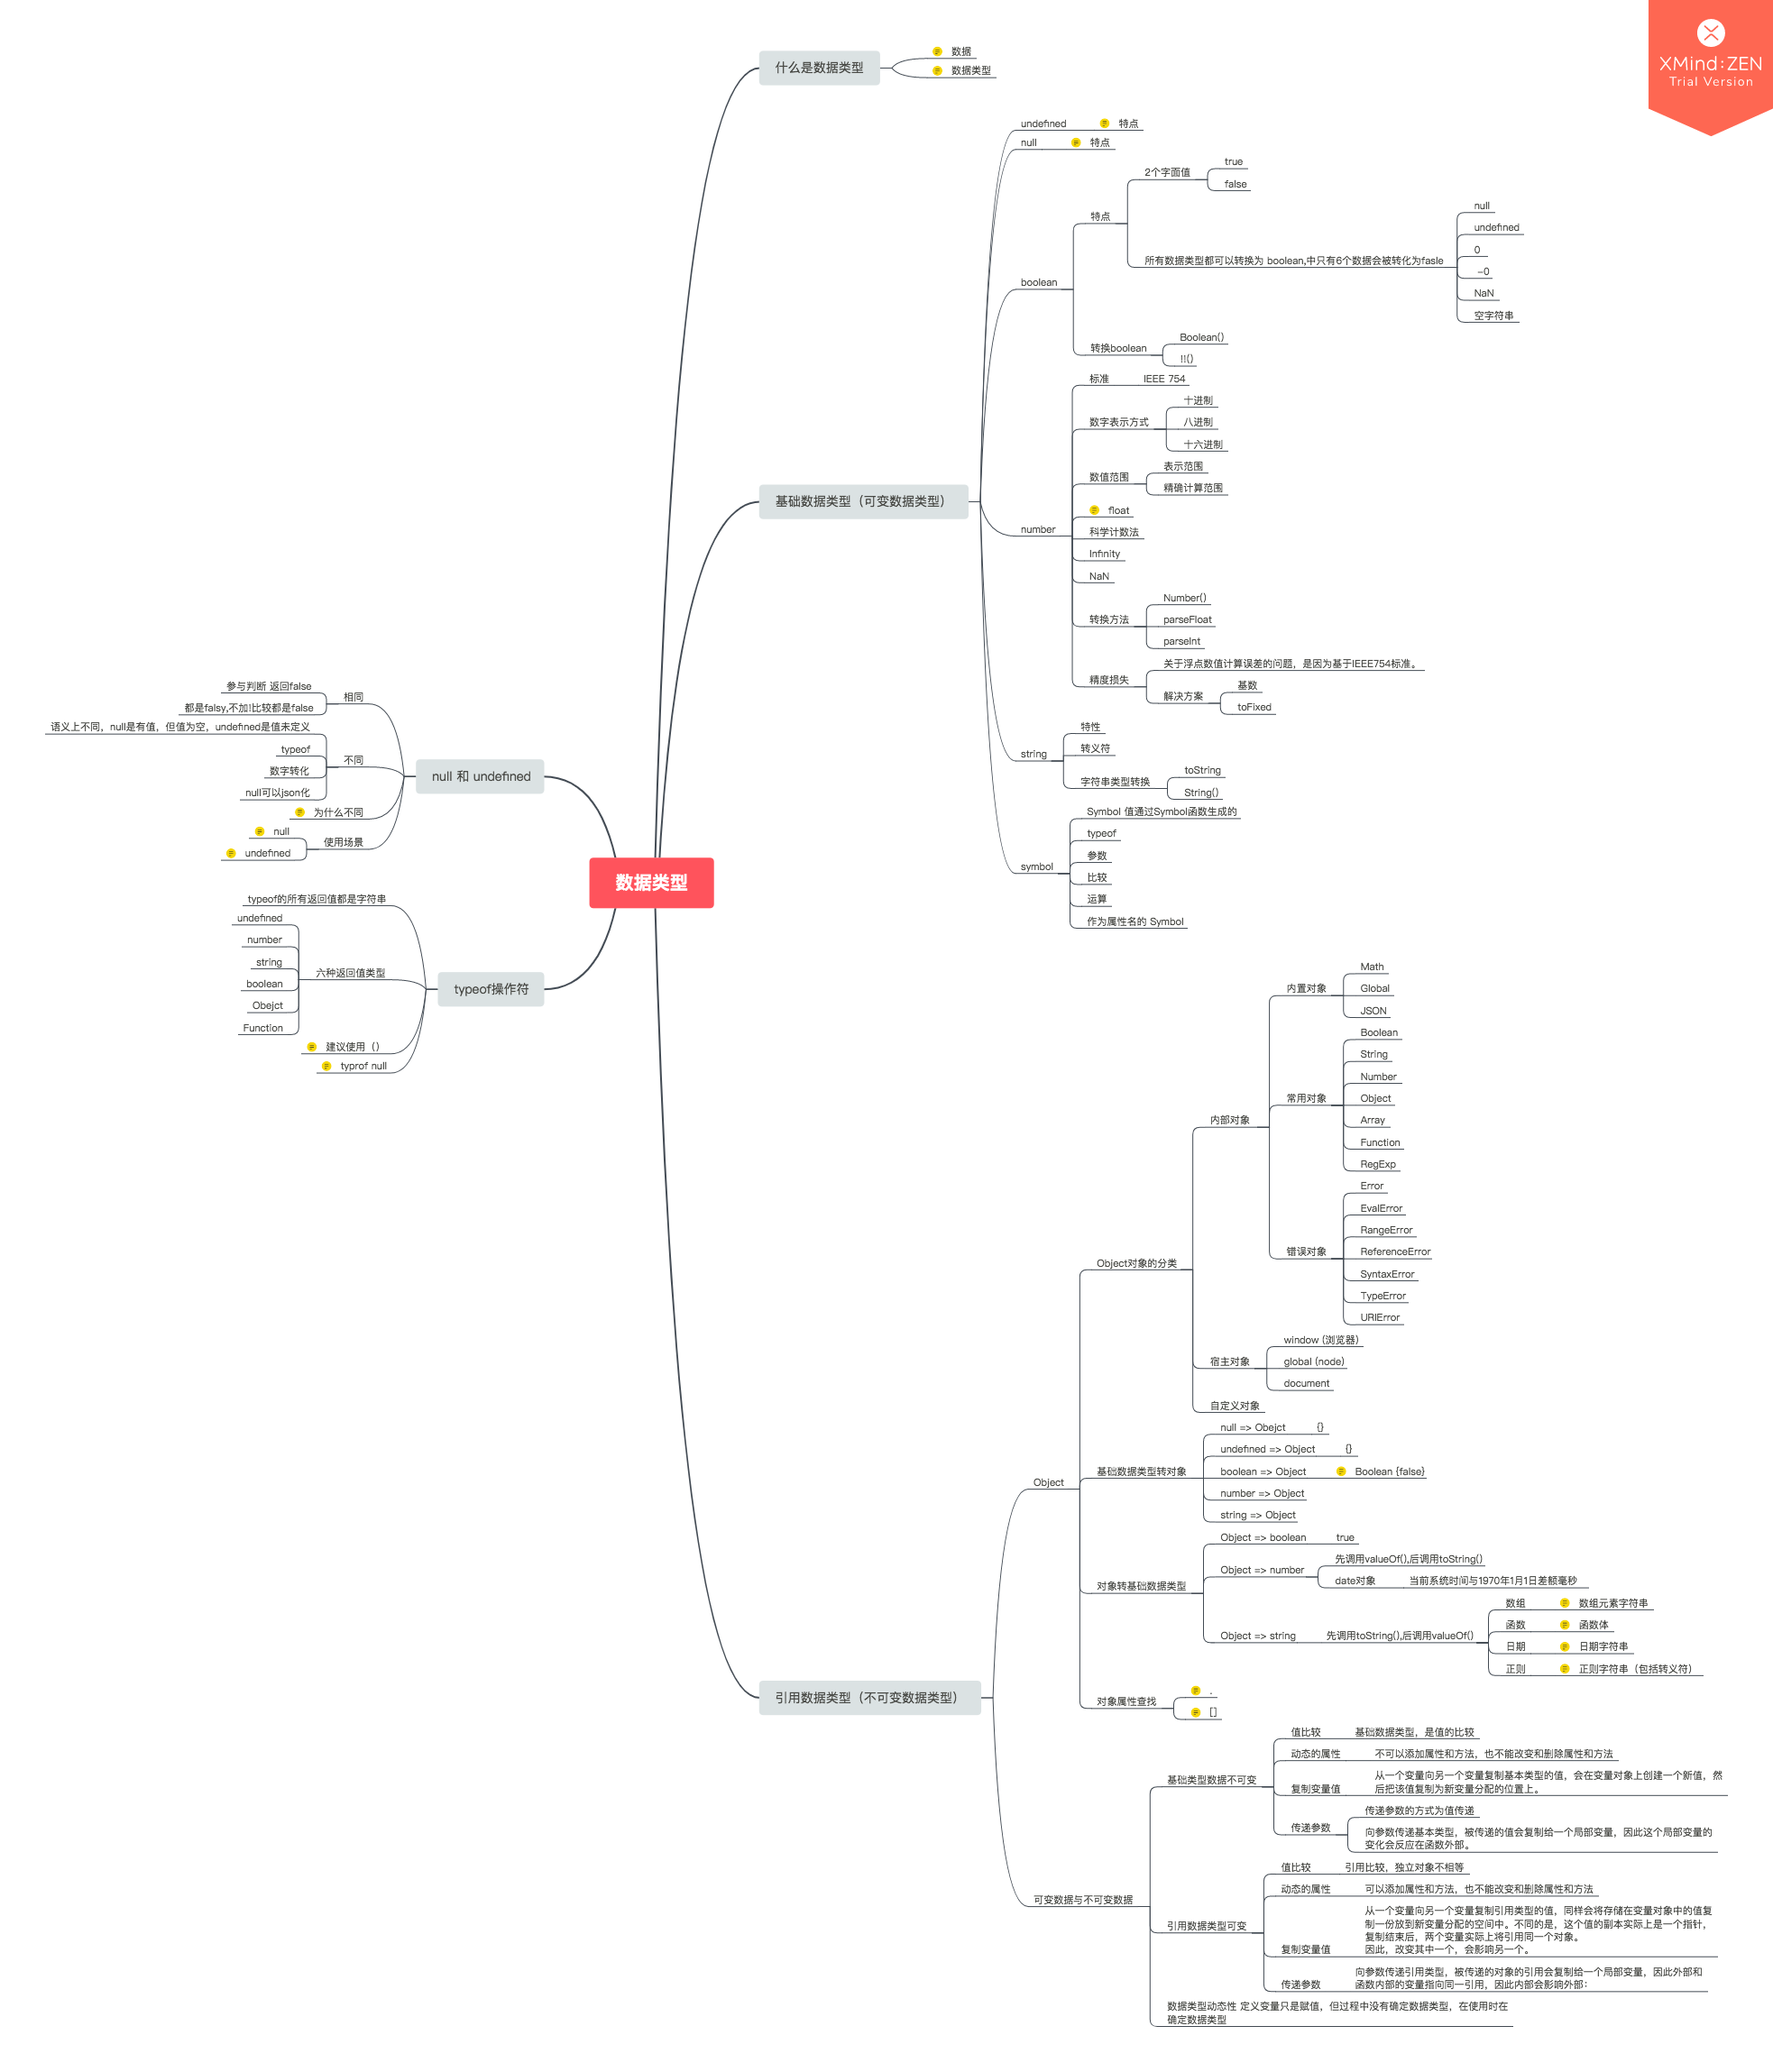 XMind:ZEN
Trial Version
数据类型
什么是数据类型
数据
数据类型
基础数据类型（可变数据类型）
undefined
特点
null
特点
boolean
特点
2个字面值
true
false
所有数据类型都可以转换为 boolean,中只有6个数据会被转化为fasle
null
undefined
0
-0
NaN
空字符串
转换boolean
Boolean()
!!()
number
标准
IEEE 754
数字表示方式
十进制
八进制
十六进制
数值范围
表示范围
精确计算范围
float
科学计数法
Infinity
NaN
转换方法
Number()
parseFloat
parseInt
精度损失
关于浮点数值计算误差的问题，是因为基于IEEE754标准。
解决方案
基数
toFixed
string
特性
转义符
字符串类型转换
toString
String()
symbol
Symbol 值通过Symbol函数生成的
typeof
参数
比较
运算
作为属性名的 Symbol
引用数据类型（不可变数据类型）
Object
Object对象的分类
内部对象
内置对象
Math
Global
JSON
常用对象
Boolean
String
Number
Object
Array
Function
RegExp
错误对象
Error
EvalError
RangeError
ReferenceError
SyntaxError
TypeError
URIError
宿主对象
window (浏览器)
global (node)
document
自定义对象
基础数据类型转对象
null => Obejct
{}
undefined => Object
{}
boolean => Object
Boolean {false}
number => Object
string => Object
对象转基础数据类型
Object => boolean
true
Object => number
先调用valueOf(),后调用toString()
date对象
当前系统时间与1970年1月1日差额毫秒
Object => string
先调用toString(),后调用valueOf()
数组
数组元素字符串
函数
函数体
日期
日期字符串
正则
正则字符串（包括转义符）
对象属性查找
.
[]
可变数据与不可变数据
基础类型数据不可变
值比较
基础数据类型，是值的比较
动态的属性
不可以添加属性和方法，也不能改变和删除属性和方法
复制变量值
从一个变量向另一个变量复制基本类型的值，会在变量对象上创建一个新值，然
后把该值复制为新变量分配的位置上。
传递参数
传递参数的方式为值传递
向参数传递基本类型，被传递的值会复制给一个局部变量，因此这个局部变量的
变化会反应在函数外部。
引用数据类型可变
值比较
引用比较，独立对象不相等
动态的属性
可以添加属性和方法，也不能改变和删除属性和方法
复制变量值
从一个变量向另一个变量复制引用类型的值，同样会将存储在变量对象中的值复
制一份放到新变量分配的空间中。不同的是，这个值的副本实际上是一个指针，
复制结束后，两个变量实际上将引用同一个对象。
因此，改变其中一个，会影响另一个。
传递参数
向参数传递引用类型，被传递的对象的引用会复制给一个局部变量，因此外部和
函数内部的变量指向同一引用，因此内部会影响外部：
数据类型动态性 定义变量只是赋值，但过程中没有确定数据类型，在使用时在
确定数据类型
null 和 undefined
相同
参与判断 返回false
都是falsy,不加!比较都是false
不同
语义上不同，null是有值，但值为空，undefined是值未定义
typeof
数字转化
null可以json化
为什么不同
使用场景
null
undefined
typeof操作符
typeof的所有返回值都是字符串
六种返回值类型
undefined
number
string
boolean
Obejct
Function
建议使用（）
typrof null